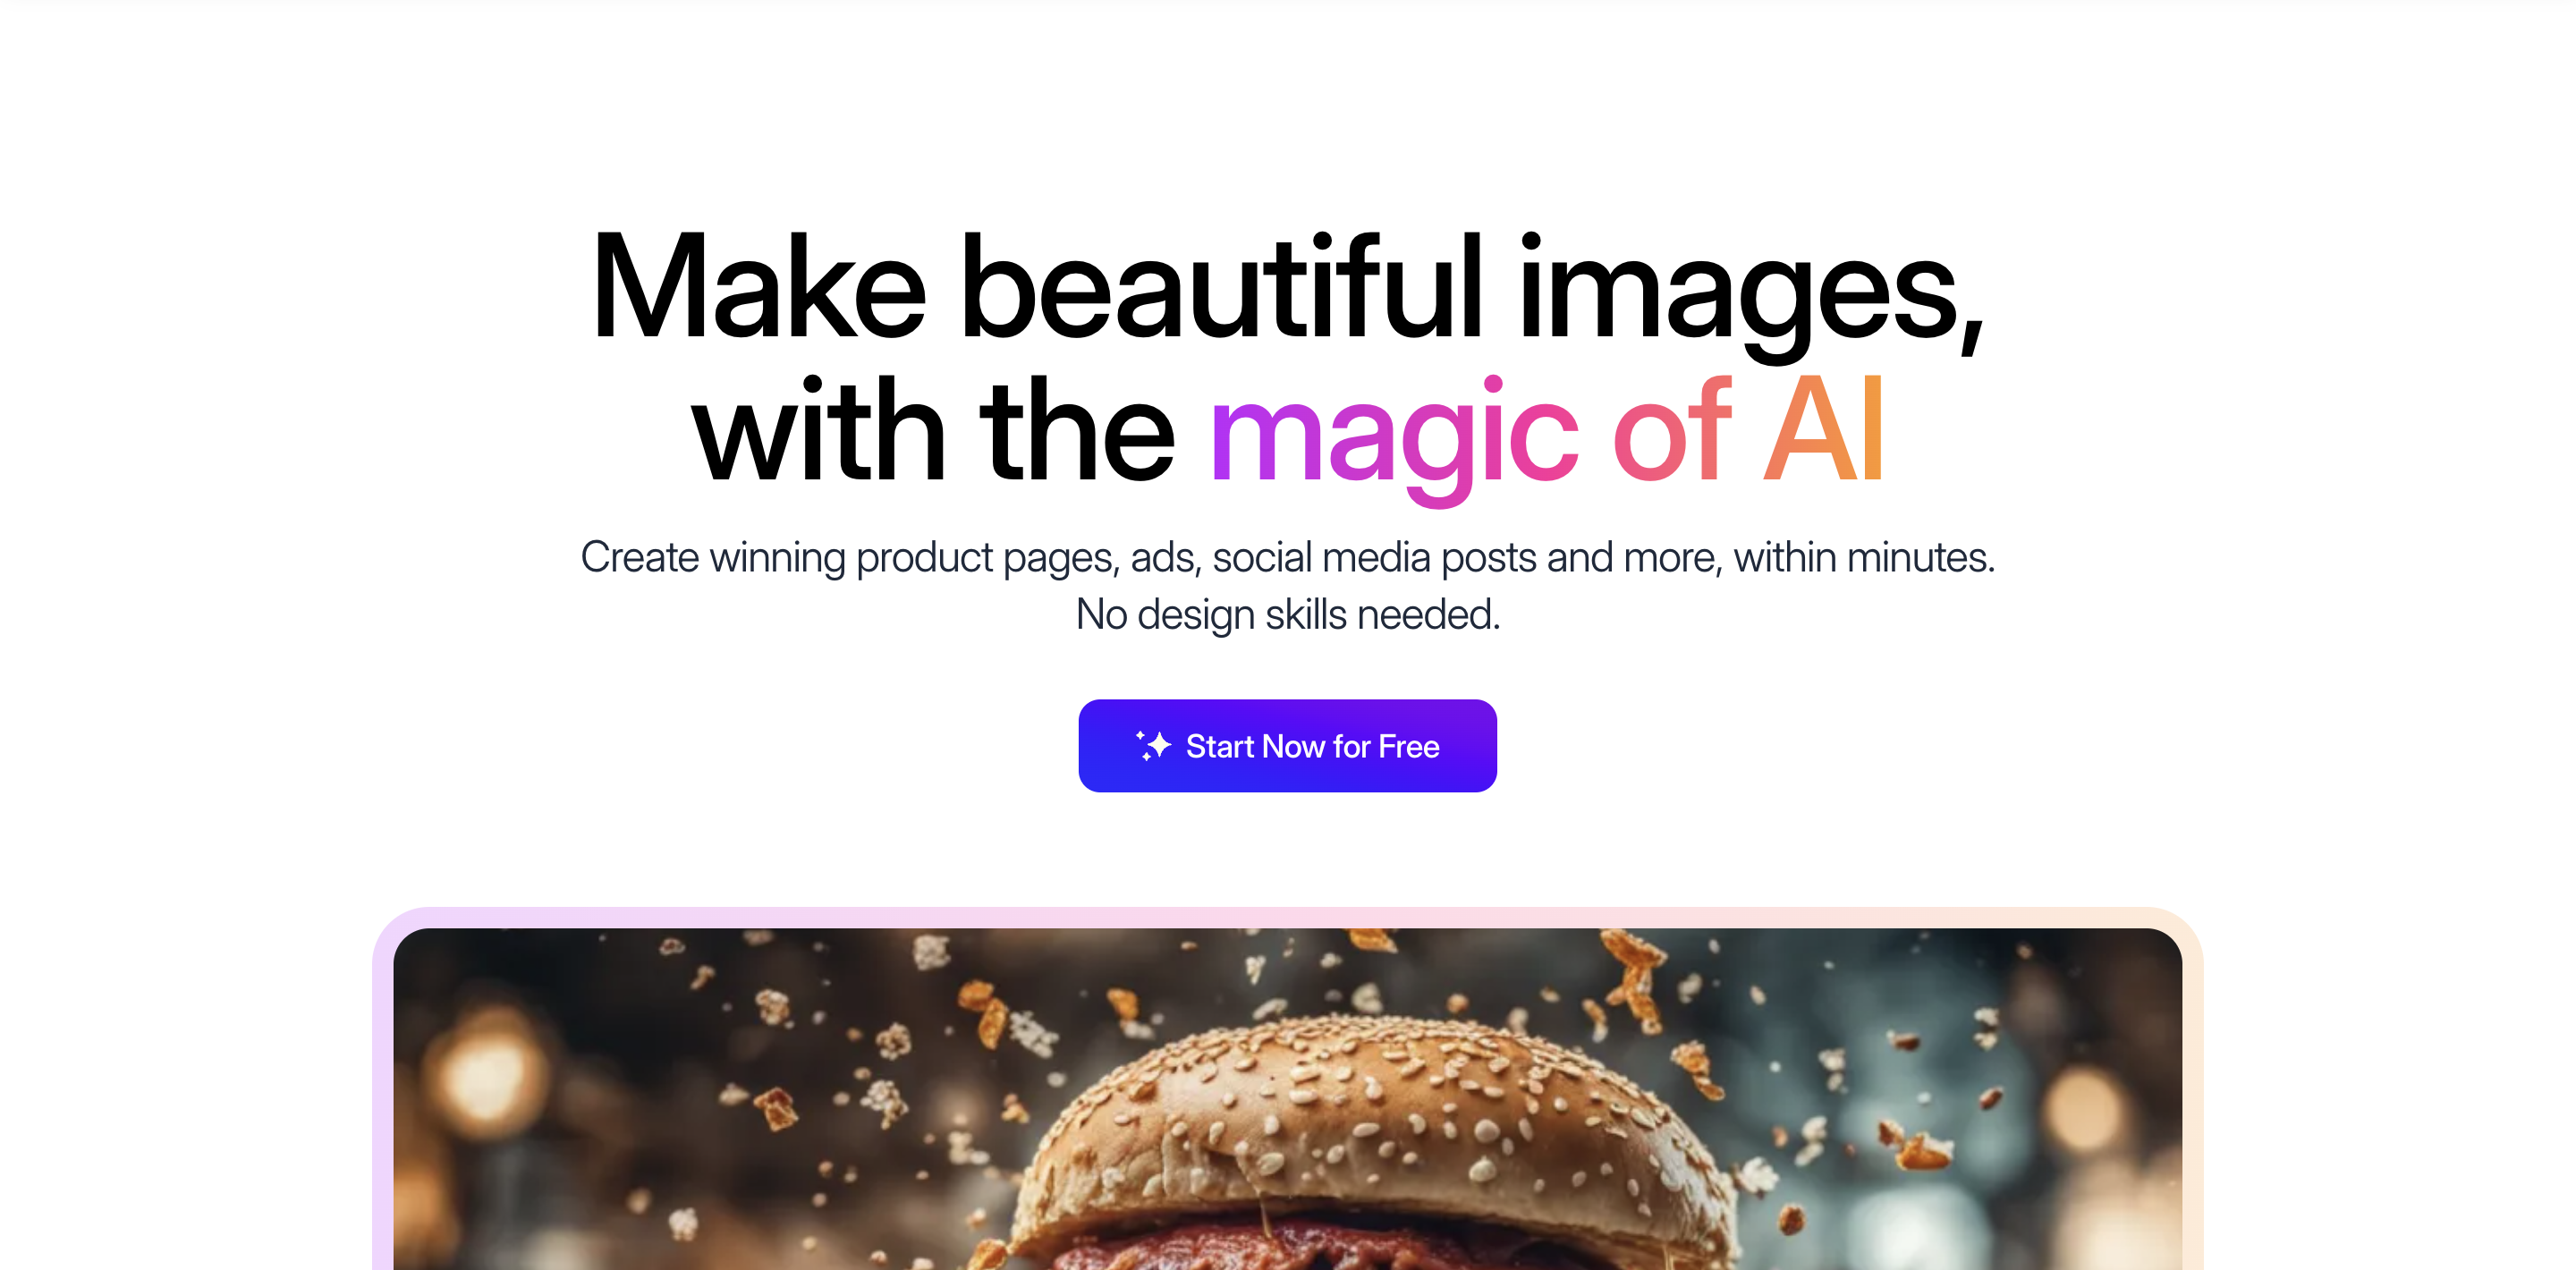 Make beautiful images,
with the magic of AI
Create winning product pages, ads, social media posts and more, within minutes.
No design skills needed.
Start Now for Free